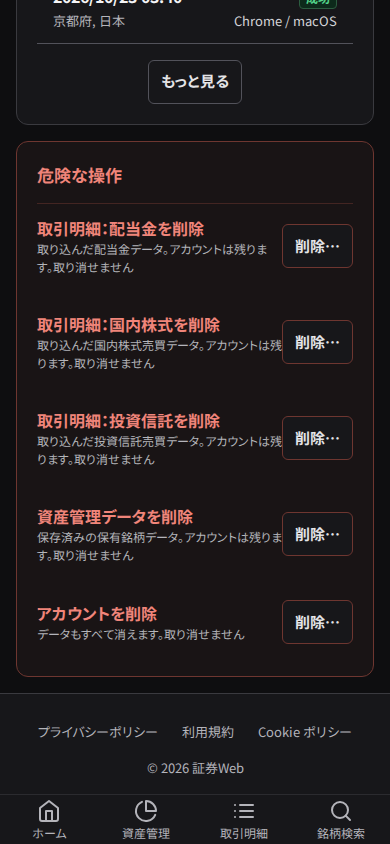 京都府, 日本 Chrome / macOS
もっと見る
危険な操作
取引明細：配当金を削除
取り込んだ配当金データ。アカウントは残りま
す。取り消せません
削除…
取引明細：国内株式を削除
取り込んだ国内株式売買データ。アカウントは残
ります。取り消せません
削除…
取引明細：投資信託を削除
取り込んだ投資信託売買データ。アカウントは残
ります。取り消せません
削除…
資産管理データを削除
保存済みの保有銘柄データ。アカウントは残りま
す。取り消せません
削除…
アカウントを削除
データもすべて消えます。取り消せません
削除…
プライバシーポリシー 利用規約 Cookie ポリシー
© 2026 証券Web
ホーム 資産管理 取引明細 銘柄検索